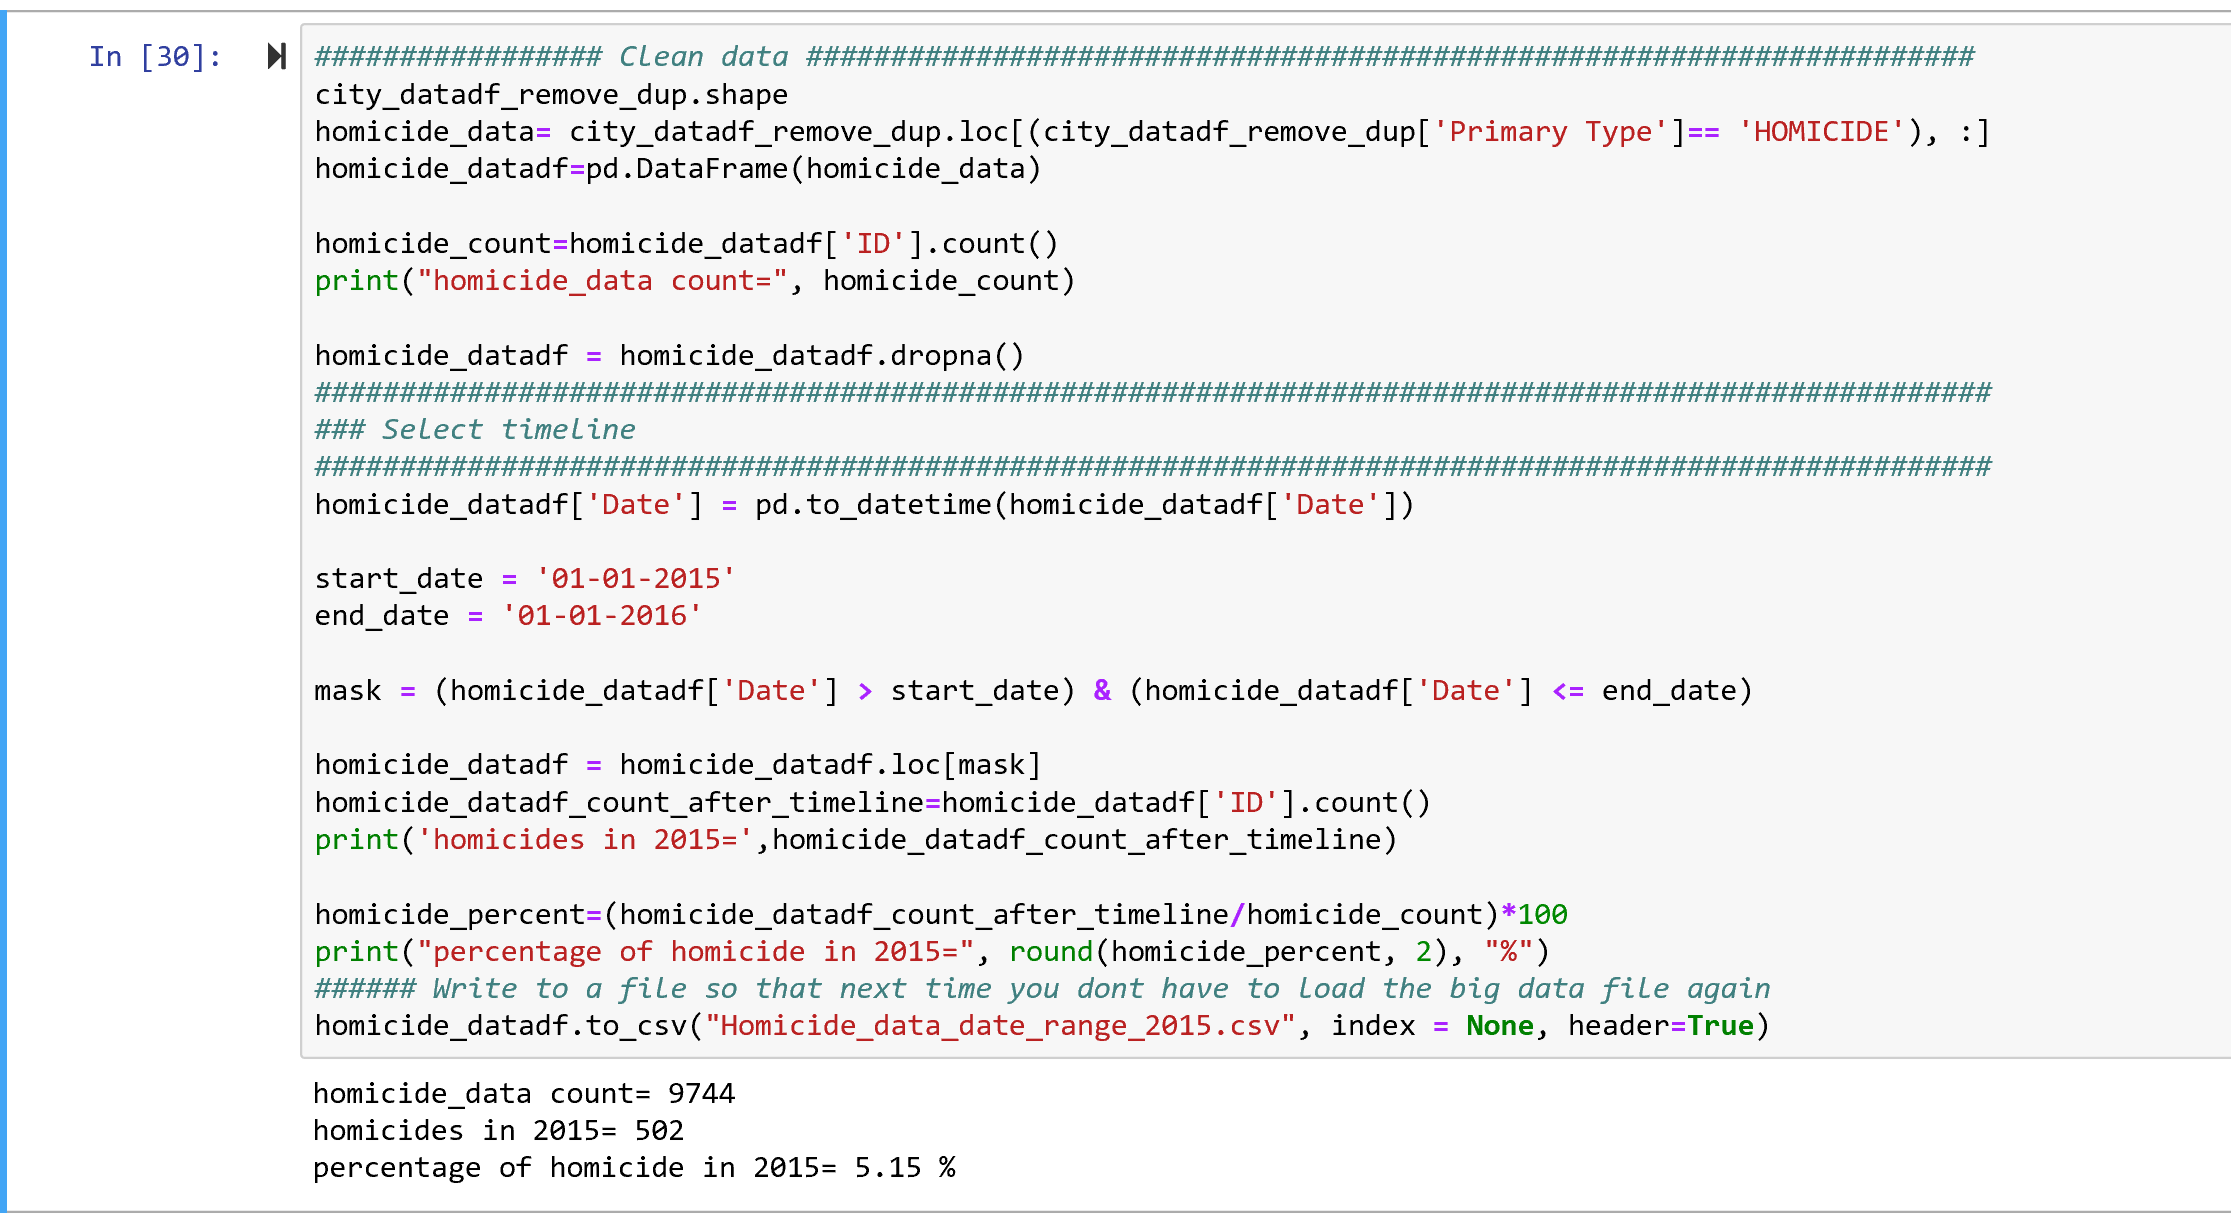 In [30]:
################# Clean data #####################################################################
city_datadf_remove_dup.shape
homicide_data= city_datadf_remove_dup.loc[(city_datadf_remove_dup['Primary Type']== 'HOMICIDE'), :]
homicide_datadf=pd.DataFrame(homicide_data)
homicide_count=homicide_datadf['ID'].count()
print("homicide_data count=", homicide_count)
homicide_datadf = homicide_datadf.dropna()
###################################################################################################
### Select timeline
###################################################################################################
homicide_datadf['Date'] = pd.to_datetime(homicide_datadf['Date'])
start_date = '01-01-2015'
end_date = '01-01-2016'
mask = (homicide_datadf['Date'] > start_date) & (homicide_datadf['Date'] <= end_date)
homicide_datadf = homicide_datadf.loc[mask]
homicide_datadf_count_after_timeline=homicide_datadf['ID'].count()
print('homicides in 2015=',homicide_datadf_count_after_timeline)
homicide_percent=(homicide_datadf_count_after_timeline/homicide_count)*100
print("percentage of homicide in 2015=", round(homicide_percent, 2), "%")
###### Write to a file so that next time you dont have to load the big data file again
homicide_datadf.to_csv("Homicide_data_date_range_2015.csv", index = None, header=True)
homicide_data count= 9744
homicides in 2015= 502
percentage of homicide in 2015= 5.15 %